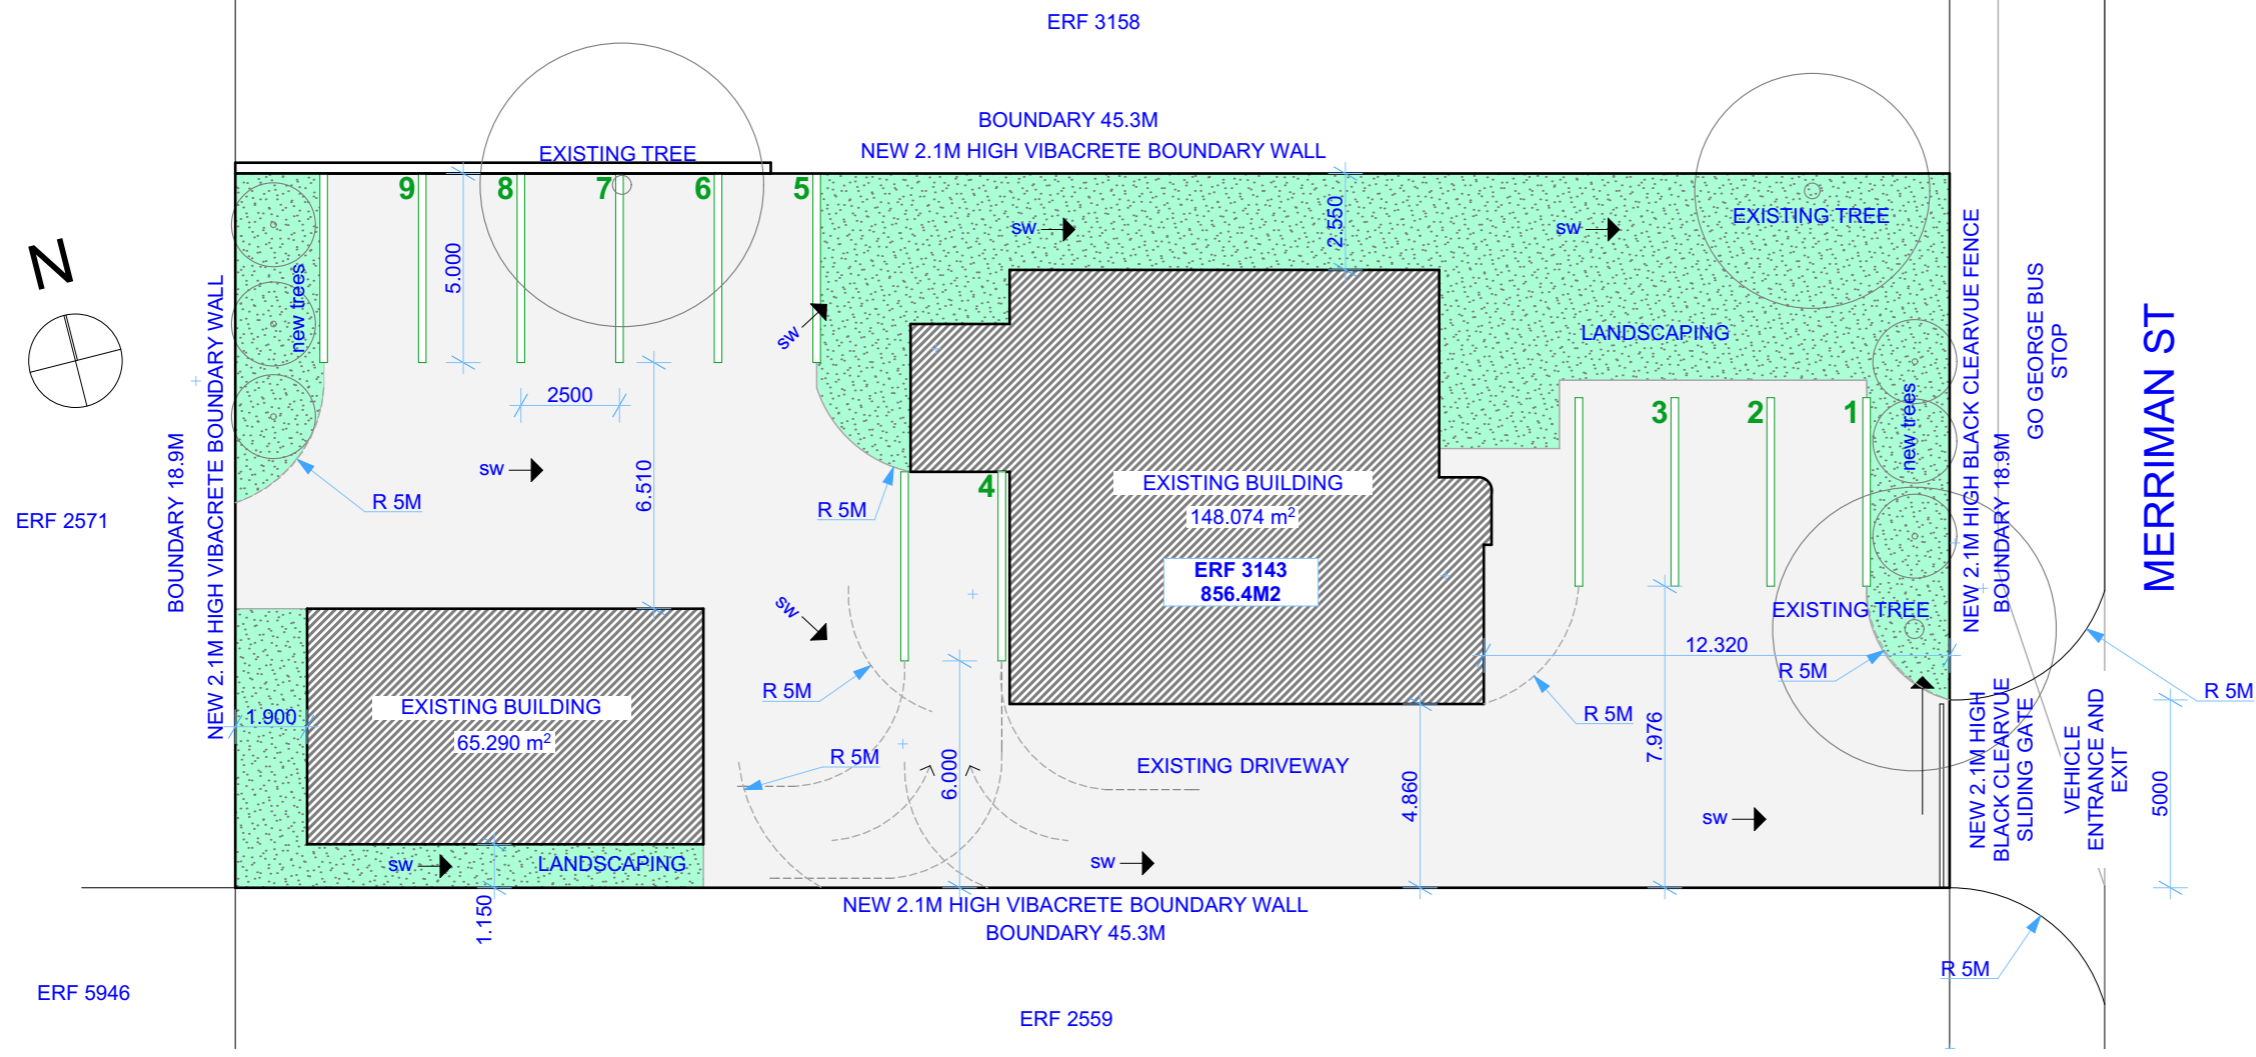 ERF 3158
BOUNDARY 45.3M
NEW 2.1M HIGH VIBACRETE BOUNDARY WALL
EXISTING TREE
9
8
7
6
5
5.000
2500
6.510
new trees
sw
sw
R 5M
R 5M
N
ERF 2571
BOUNDARY 18.9M
NEW 2.1M HIGH VIBACRETE BOUNDARY WALL
sw
sw
2.550
EXISTING TREE
LANDSCAPING
3
2
1
4
EXISTING BUILDING
148.074 m²
ERF 3143
856.4M2
new trees
EXISTING TREE
12.320
R 5M
R 5M
7.976
NEW 2.1M HIGH BLACK CLEARVUE FENCE
BOUNDARY 18.9M
GO GEORGE BUS
STOP
MERRIMAN ST
sw
R 5M
R 5M
EXISTING BUILDING
65.290 m²
1.900
6.000
EXISTING DRIVEWAY
4.860
sw
sw
sw
LANDSCAPING
1.150
NEW 2.1M HIGH
BLACK CLEARVUE
SLIDING GATE
VEHICLE
ENTRANCE AND
EXIT
5000
R 5M
R 5M
NEW 2.1M HIGH VIBACRETE BOUNDARY WALL
BOUNDARY 45.3M
ERF 5946
ERF 2559